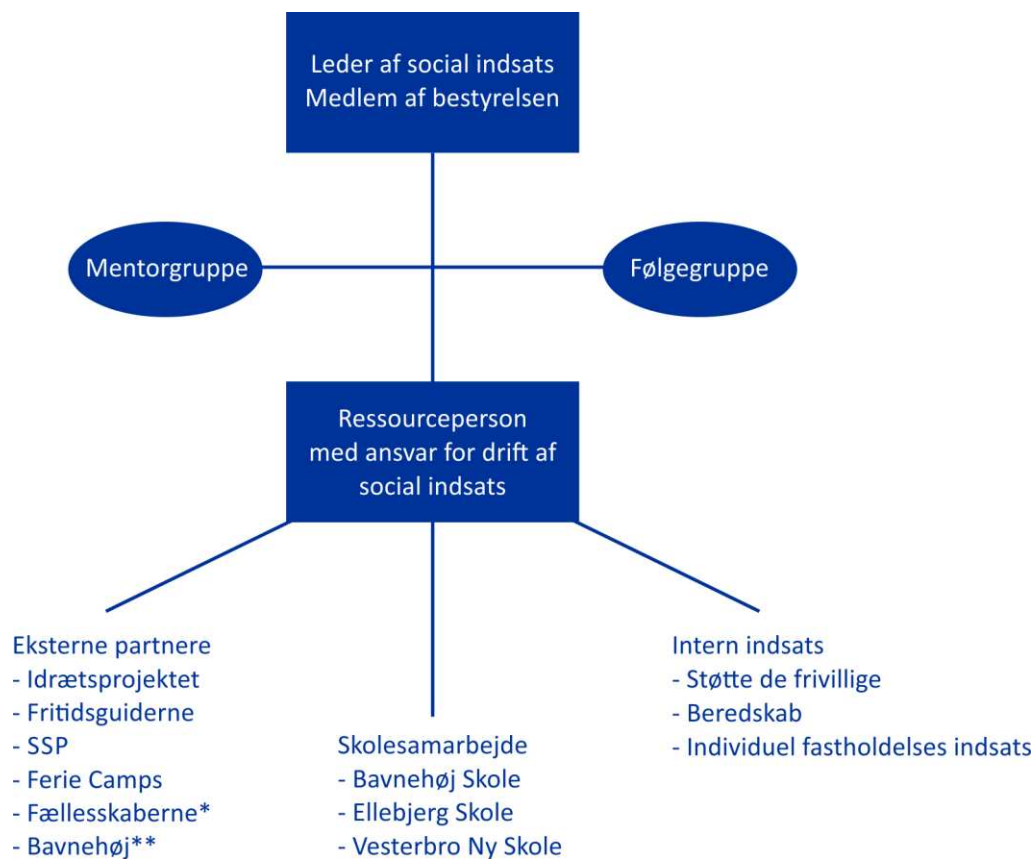 Leder af social indsats
Medlem af bestyrelsen
Mentorgruppe
Følgegruppe
Ressourceperson
med ansvar for drift af
social indsats
Eksterne partnere
- Idrætsprojektet
- Fritidsguiderne
- SSP
- Ferie Camps
- Fællesskaberne*
- Bavnehøj**
Skolesamarbejde
- Bavnehøj Skole
- Ellebjerg Skole
- Vesterbro Ny Skole
Intern indsats
- Støtte de frivillige
- Beredskab
- Individuel fastholdelses indsats